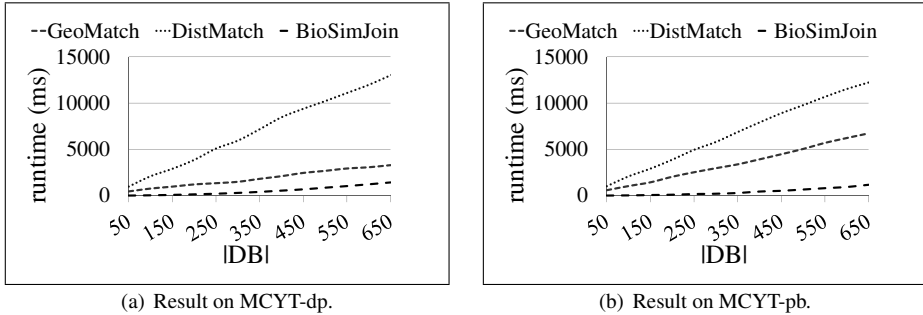 GeoMatch DistMatch BioSimJoin
15000
10000
5000
0
runtime (ms)
50 150 250 350 450 550 650
|DB|
(a) Result on MCYT-dp.
GeoMatch DistMatch BioSimJoin
15000
10000
5000
0
runtime (ms)
50 150 250 350 450 550 650
|DB|
(b) Result on MCYT-pb.